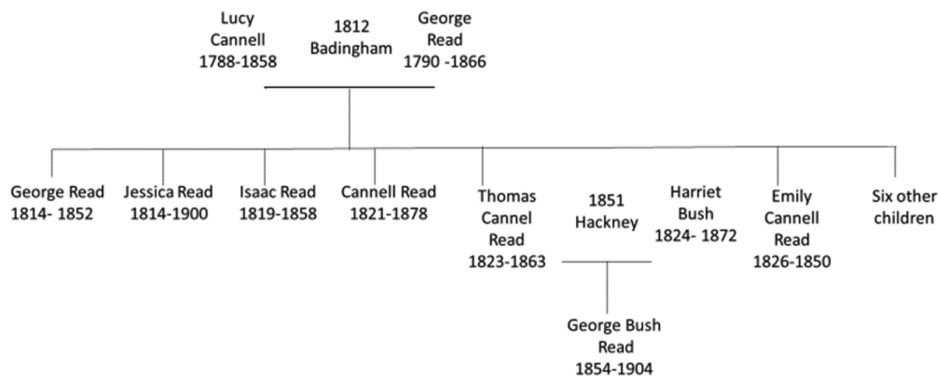 Lucy
Cannell
1788-1858
1812
Badingham
George
Read
1790 -1866
George Read
1814- 1852
Jessica Read
1814-1900
Isaac Read
1819-1858
Cannell Read
1821-1878
Thomas
Cannel
Read
1823-1863
1851
Hackney
Harriet
Bush
1824- 1872
Emily
Cannell
Read
1826-1850
Six other
children
George Bush
Read
1854-1904